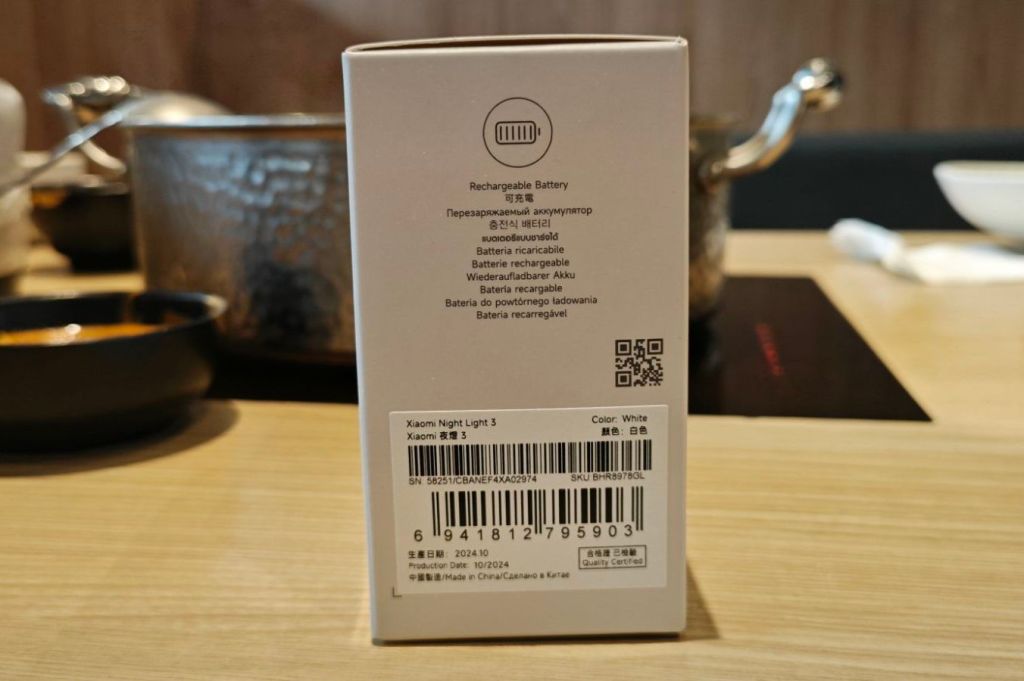 Rechargeable Battery
可充電
Перезаряжаемый аккумулятор
충전식 배터리
แบตเตอรี่แบบชาร์จได้
Batteria ricaricabile
Batterie rechargeable
Wiederaufladbarer Akku
Batería recargable
Bateria do powtórnego ładowania
Bateria recarregável
Xiaomi Night Light 3 Color: White
Xiaomi 夜燈 3 顏色: 白色
SN: 58251/CBANEF4XA02974 SKU:BHR8978GL
6 941812 795903
生產日期: 2024.10
Production Date: 10/2024
合格證 已檢驗
Quality Certified
中國製造/Made in China/Сделано в Китае